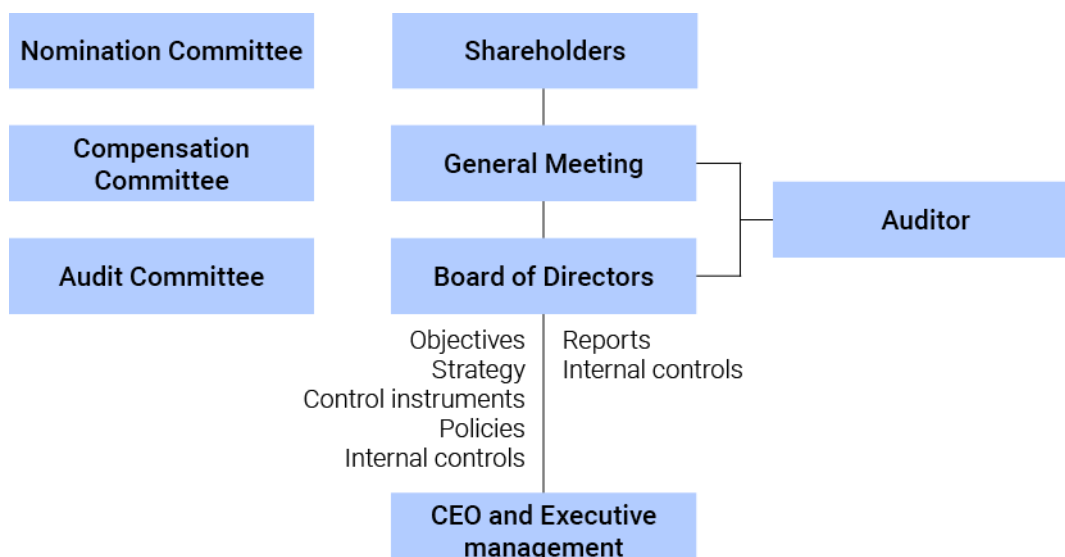 Nomination Committee
Shareholders
Compensation
Committee
General Meeting
Auditor
Audit Committee
Board of Directors
Objectives
Strategy
Control instruments
Policies
Internal controls
Reports
Internal controls
CEO and Executive
management